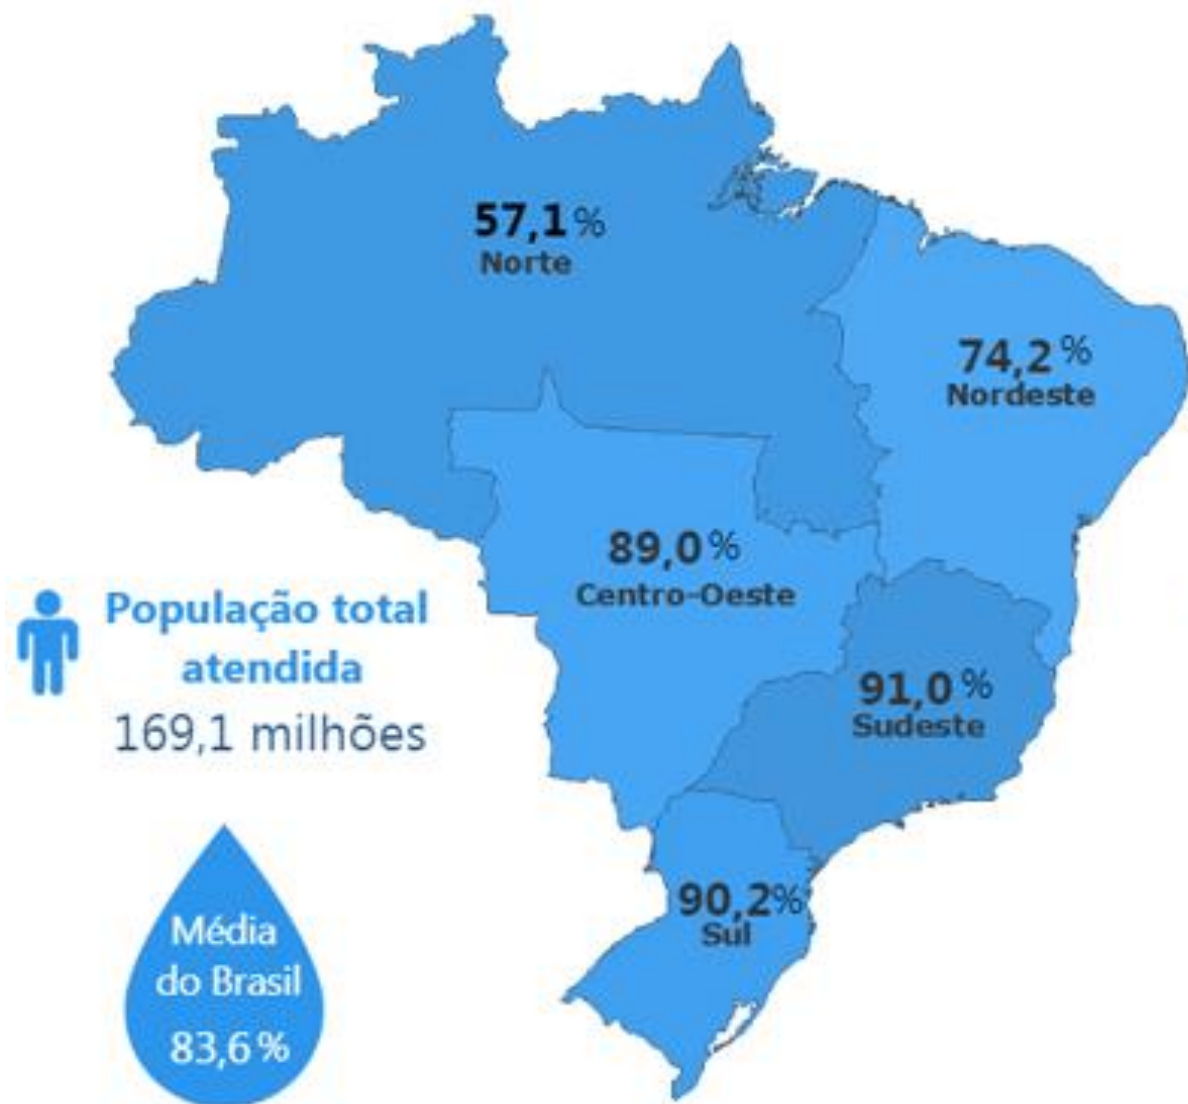 57,1%
Norte
74,2%
Nordeste
89,0%
Centro-Oeste
População total
atendida
169,1 milhões
91,0%
Sudeste
90,2%
Sul
Média
do Brasil
83,6%